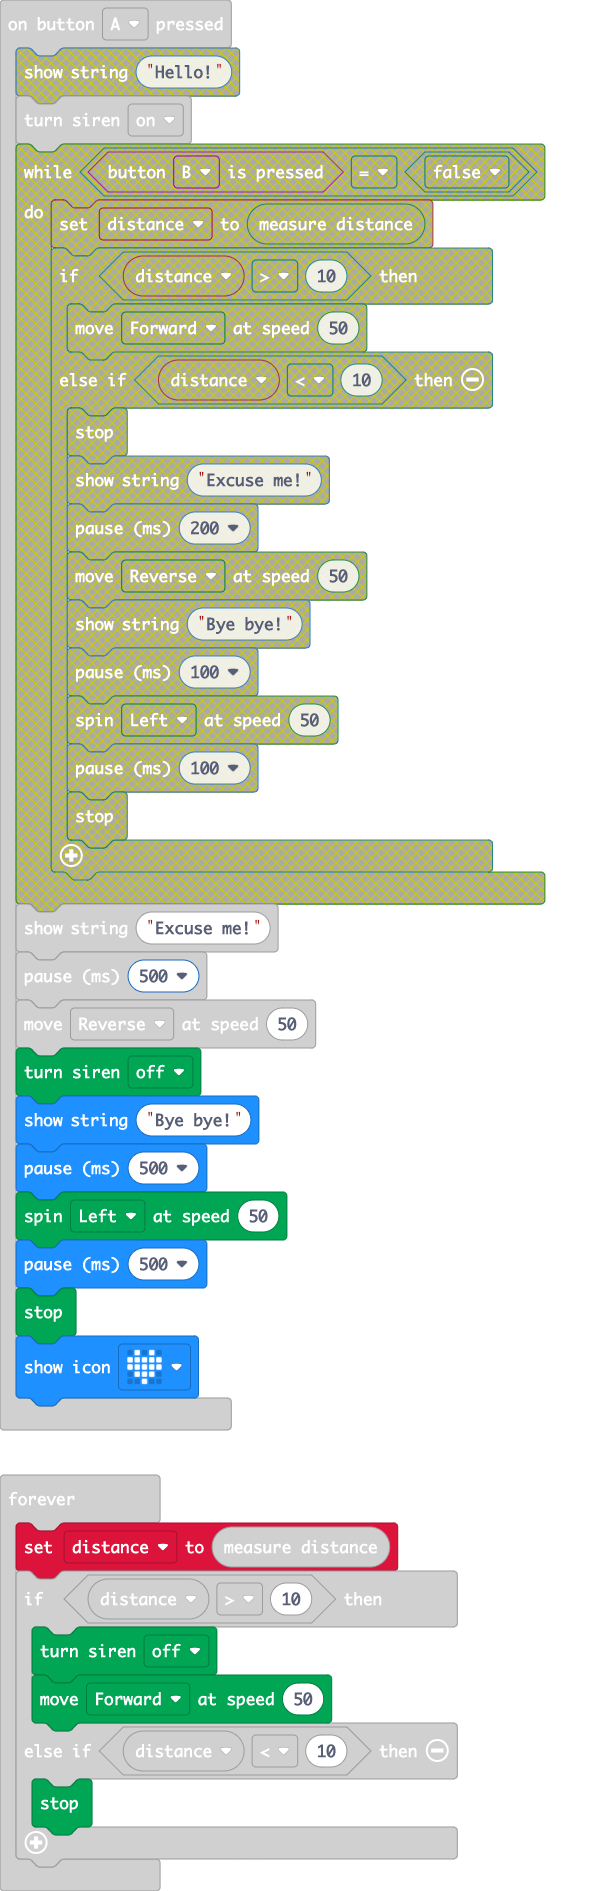 on button A pressed
show string "Hello!"
turn siren on
while button B is pressed = false
do set distance to measure distance
if distance > 10 then
move Forward at speed 50
else if distance < 10 then
stop
show string "Excuse me!"
pause (ms) 200
move Reverse at speed 50
show string "Bye bye!"
pause (ms) 100
spin Left at speed 50
pause (ms) 100
stop
show string "Excuse me!"
pause (ms) 500
move Reverse at speed 50
turn siren off
show string "Bye bye!"
pause (ms) 500
spin Left at speed 50
pause (ms) 500
stop
show icon
forever
set distance to measure distance
if distance > 10 then
turn siren off
move Forward at speed 50
else if distance < 10 then
stop